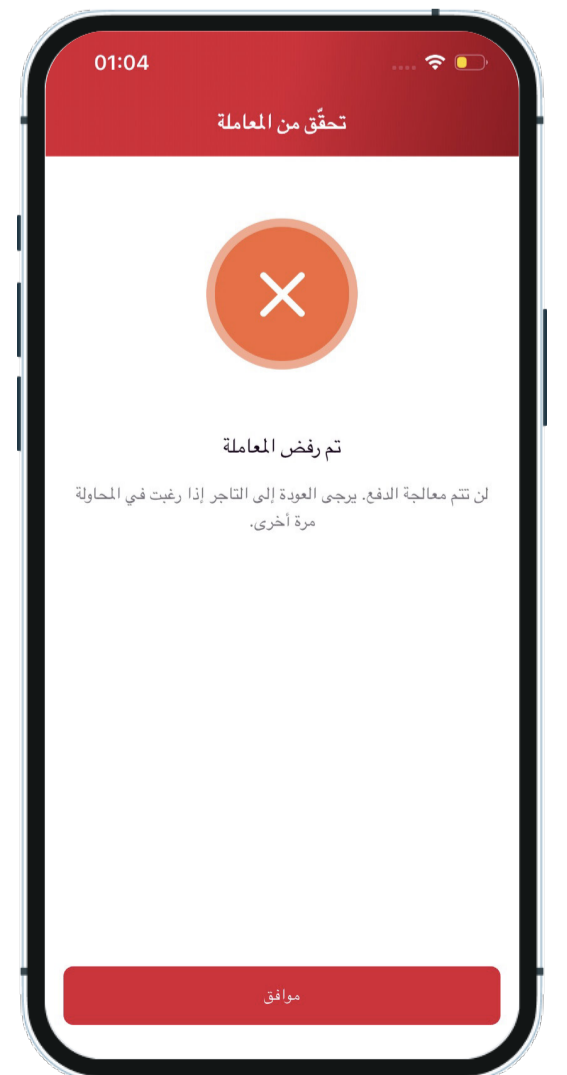 01:04
تحقّق من المعاملة
تم رفض المعاملة
لن تتم معالجة الدفع. يرجى العودة إلى التاجر إذا رغبت في المحاولة
مرة أخرى.
موافق